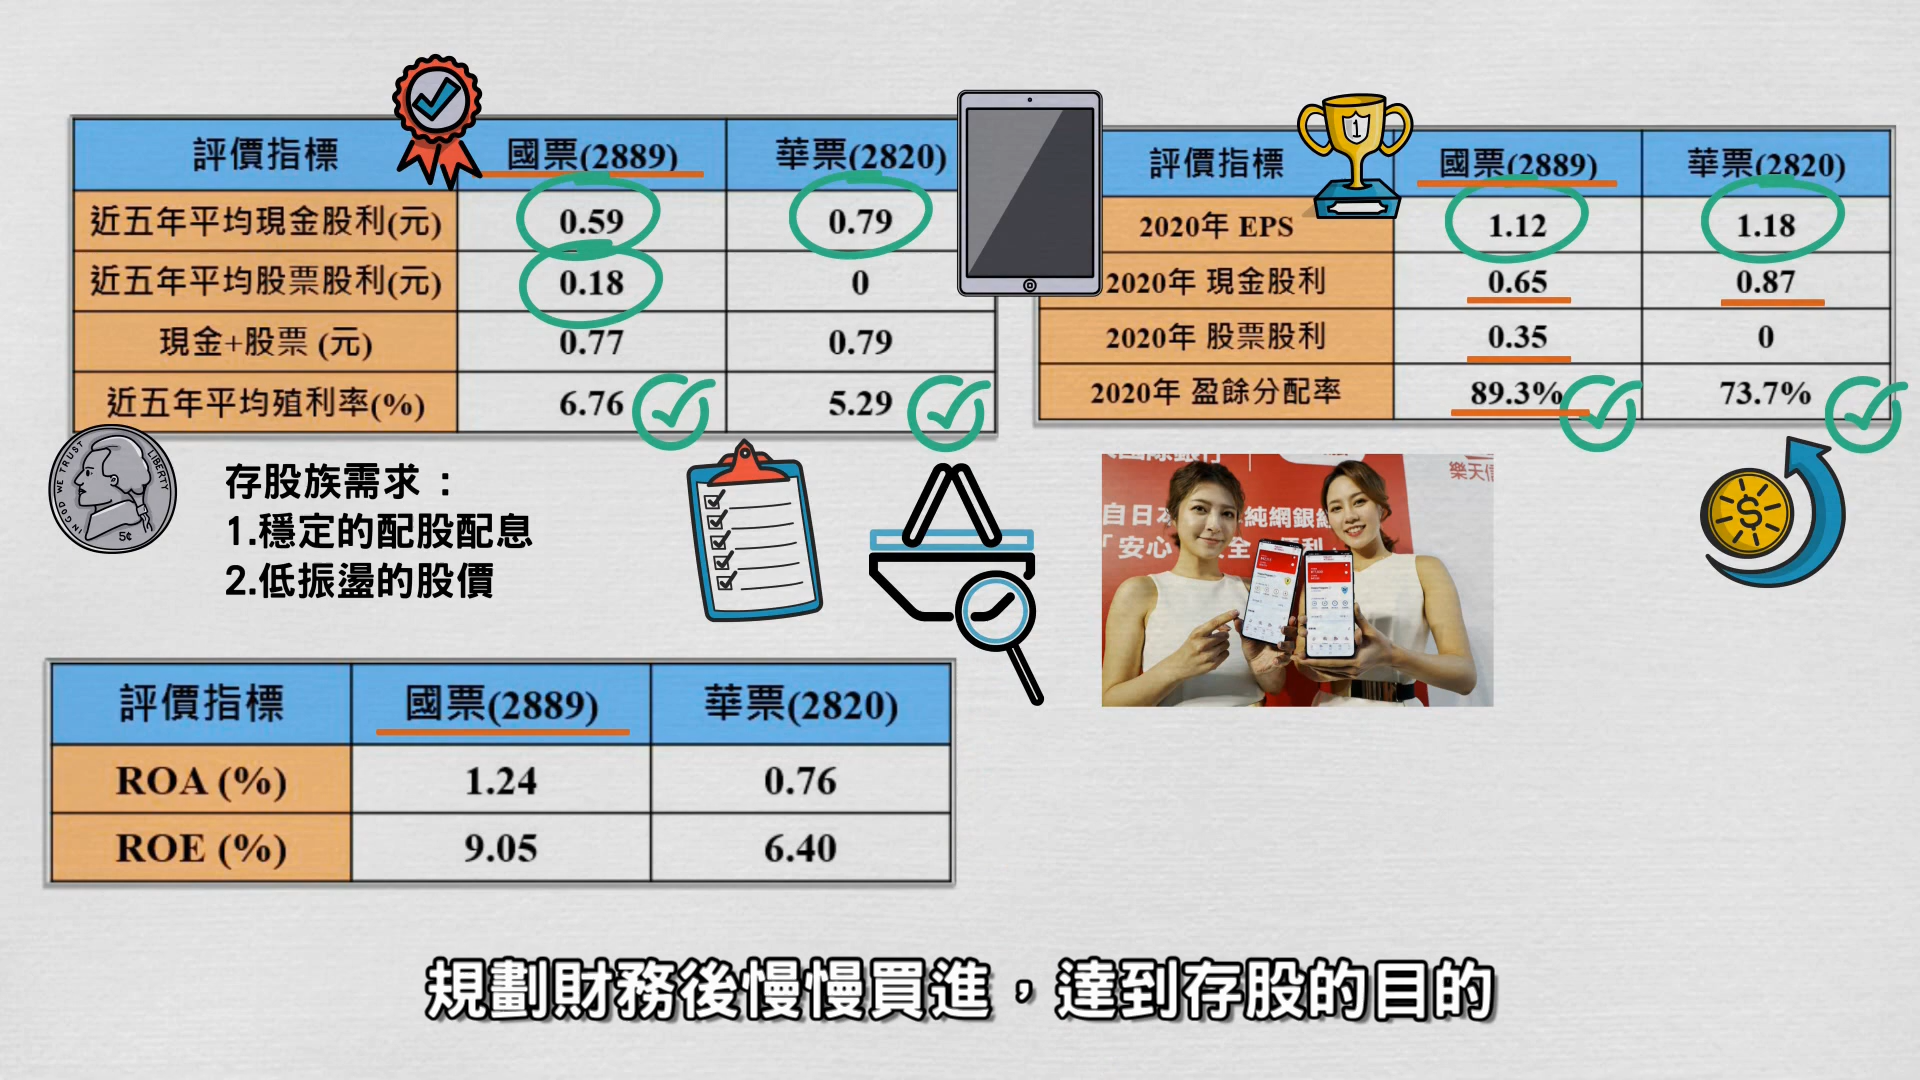 評價指標 國票(2889) 華票(2820)
近五年平均現金股利(元) 0.59 0.79
近五年平均股票股利(元) 0.18 0
現金+股票 (元) 0.77 0.79
近五年平均殖利率(%) 6.76 5.29
1
評價指標 國票(2889) 華票(2820)
2020年 EPS 1.12 1.18
2020年 現金股利 0.65 0.87
2020年 股票股利 0.35 0
2020年 盈餘分配率 89.3% 73.7%
IN GOD WE TRUST
LIBERTY
5¢
存股族需求：
1.穩定的配股配息
2.低振盪的股價
樂天
自日本 純網銀
「安心 全 便利
$
評價指標 國票(2889) 華票(2820)
ROA (%) 1.24 0.76
ROE (%) 9.05 6.40
規劃財務後慢慢買進，達到存股的目的